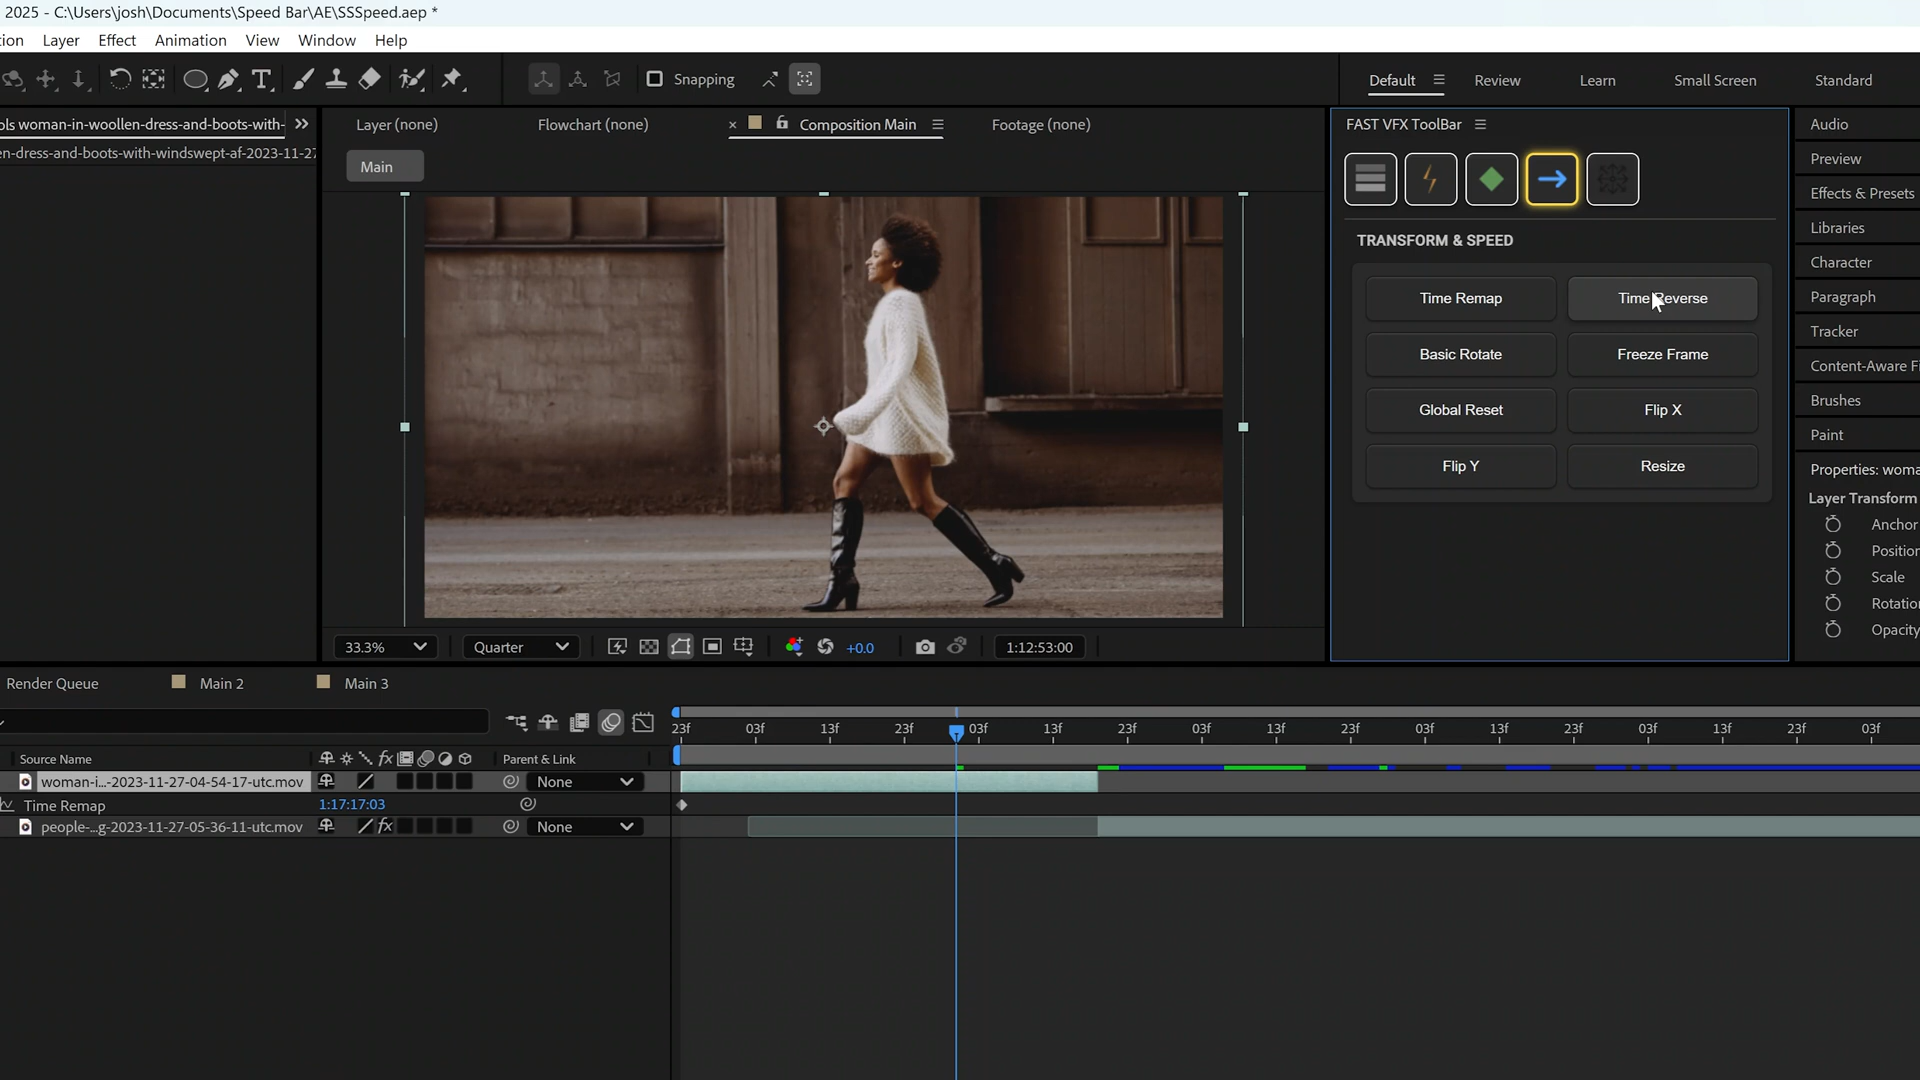 2025 - C:\Users\josh\Documents\Speed Bar\AE\SSSpeed.aep *
tion Layer Effect Animation View Window Help
Snapping
Default Review Learn Small Screen Standard
ols woman-in-woollen-dress-and-boots-with-
en-dress-and-boots-with-windswept-af-2023-11-27
Layer (none) Flowchart (none) × Composition Main Footage (none)
Main
FAST VFX ToolBar
TRANSFORM & SPEED
Time Remap Time Reverse
Basic Rotate Freeze Frame
Global Reset Flip X
Flip Y Resize
Audio
Preview
Effects & Presets
Libraries
Character
Paragraph
Tracker
Content-Aware Fi
Brushes
Paint
Properties: woma
Layer Transform
Anchor
Position
Scale
Rotation
Opacity
33.3% Quarter +0.0 1:12:53:00
Render Queue Main 2 Main 3
23f 03f 13f 23f 03f 13f 23f 03f 13f 23f 03f 13f 23f 03f 13f 23f 03f
Source Name fx Parent & Link
woman-i...-2023-11-27-04-54-17-utc.mov None
Time Remap 1:17:17:03
people-...g-2023-11-27-05-36-11-utc.mov fx None